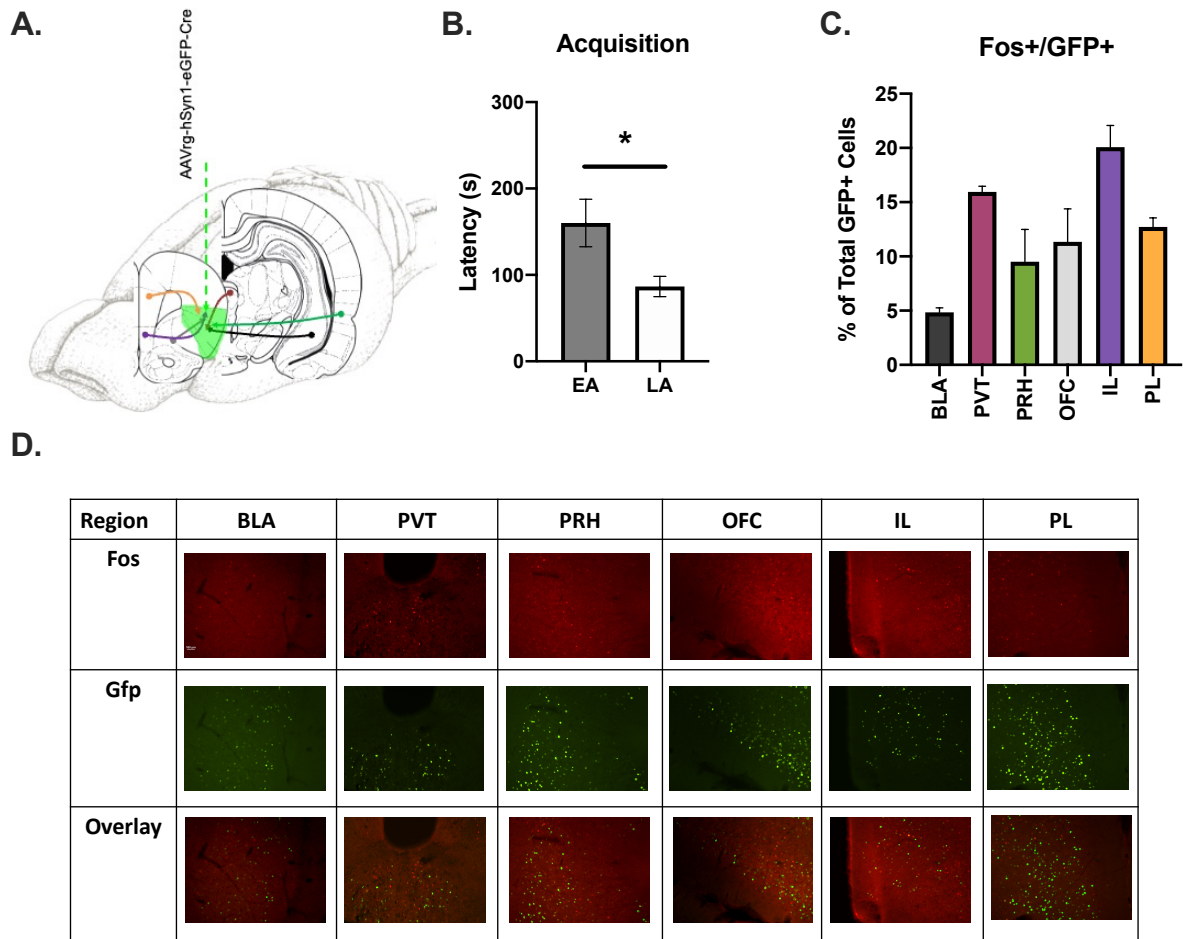 A.
AAVrg-hSyn1-eGFP-Cre
B.
Acquisition
Latency (s)
300
200
100
0
*
EA
LA
C.
Fos+/GFP+
% of Total GFP+ Cells
25
20
15
10
5
0
BLA
PVT
PRH
OFC
IL
PL
D.
Region BLA PVT PRH OFC IL PL
Fos
Gfp
Overlay